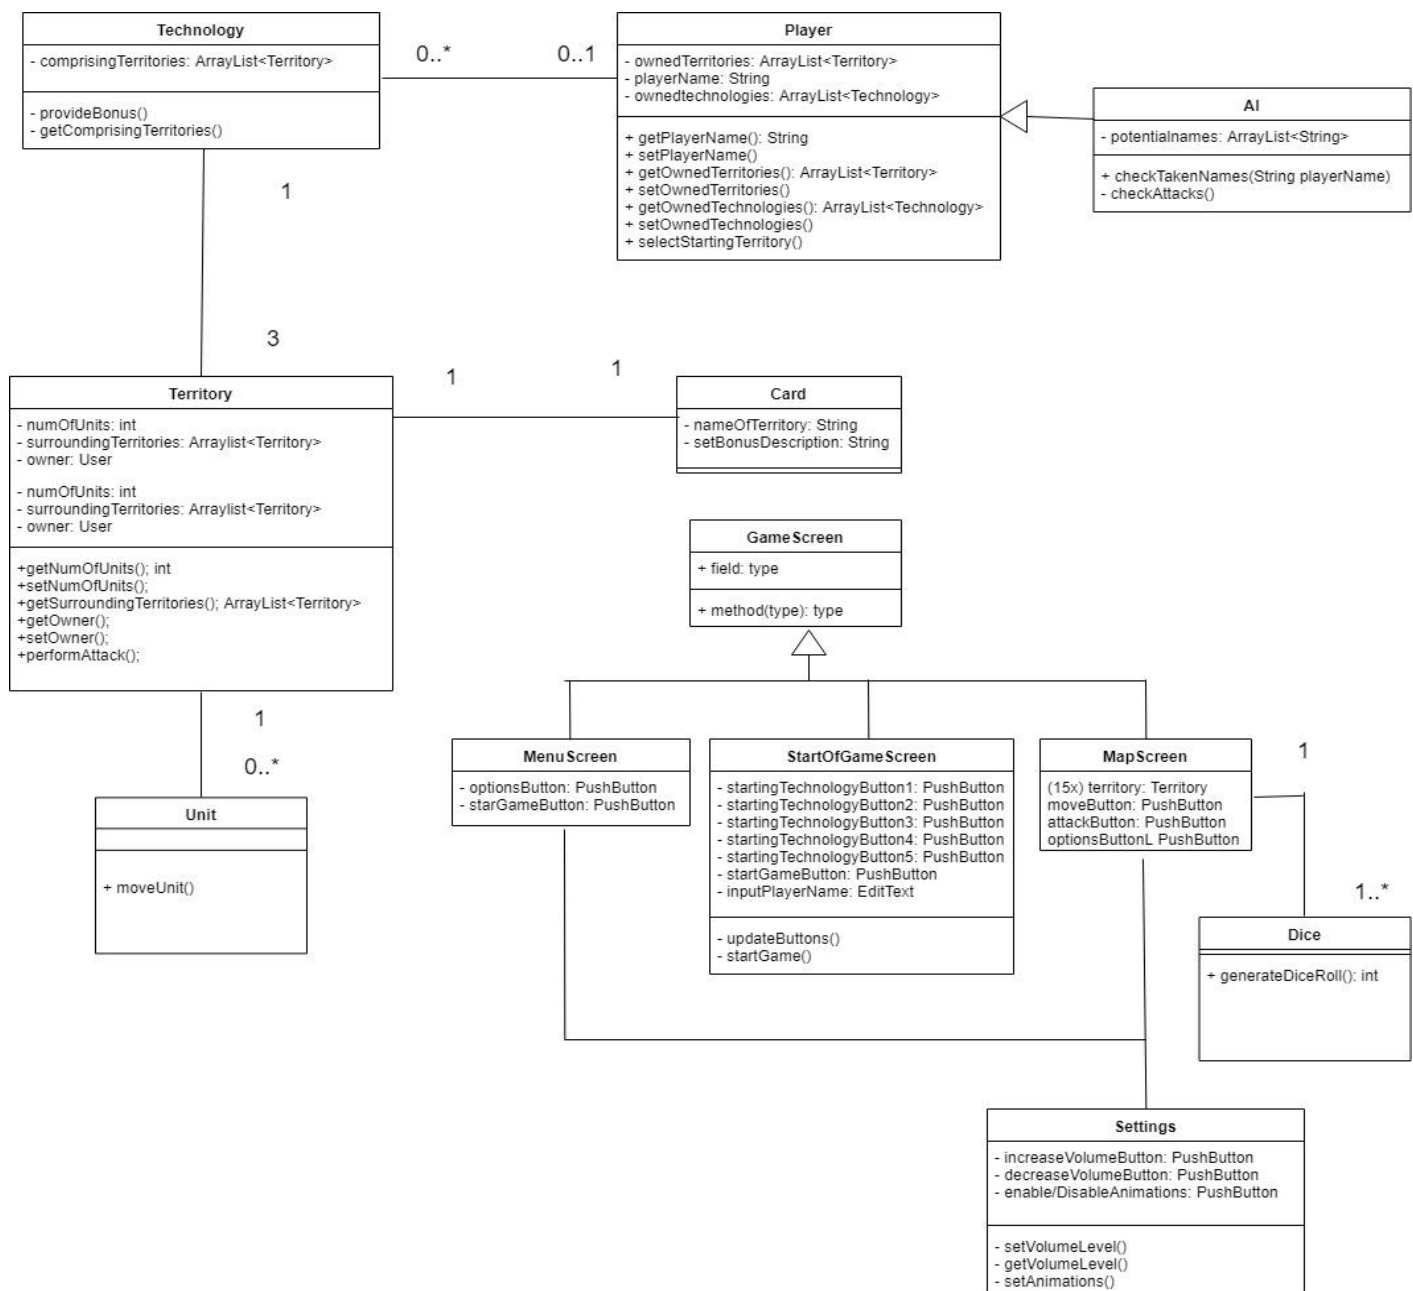 Technology
- comprisingTerritories: ArrayList<Territory>
- provideBonus()
- getComprisingTerritories()
0..*
0..1
Player
- ownedTerritories: ArrayList<Territory>
- playerName: String
- ownedtechnologies: ArrayList<Technology>
+ getPlayerName(): String
+ setPlayerName()
+ getOwnedTerritories(): ArrayList<Territory>
+ setOwnedTerritories()
+ getOwnedTechnologies(): ArrayList<Technology>
+ setOwnedTechnologies()
+ selectStartingTerritory()
AI
- potentialnames: ArrayList<String>
+ checkTakenNames(String playerName)
- checkAttacks()
1
3
Territory
- numOfUnits: int
- surroundingTerritories: Arraylist<Territory>
- owner: User
- numOfUnits: int
- surroundingTerritories: Arraylist<Territory>
- owner: User
+getNumOfUnits(); int
+setNumOfUnits();
+getSurroundingTerritories(); ArrayList<Territory>
+getOwner();
+setOwner();
+performAttack();
1
1
Card
- nameOfTerritory: String
- setBonusDescription: String
GameScreen
+ field: type
+ method(type): type
1
0..*
Unit
+ moveUnit()
MenuScreen
- optionsButton: PushButton
- starGameButton: PushButton
StartOfGameScreen
- startingTechnologyButton1: PushButton
- startingTechnologyButton2: PushButton
- startingTechnologyButton3: PushButton
- startingTechnologyButton4: PushButton
- startingTechnologyButton5: PushButton
- startGameButton: PushButton
- inputPlayerName: EditText
- updateButtons()
- startGame()
MapScreen
(15x) territory: Territory
moveButton: PushButton
attackButton: PushButton
optionsButtonL PushButton
1
1..*
Dice
+ generateDiceRoll(): int
Settings
- increaseVolumeButton: PushButton
- decreaseVolumeButton: PushButton
- enable/DisableAnimations: PushButton
- setVolumeLevel()
- getVolumeLevel()
- setAnimations()